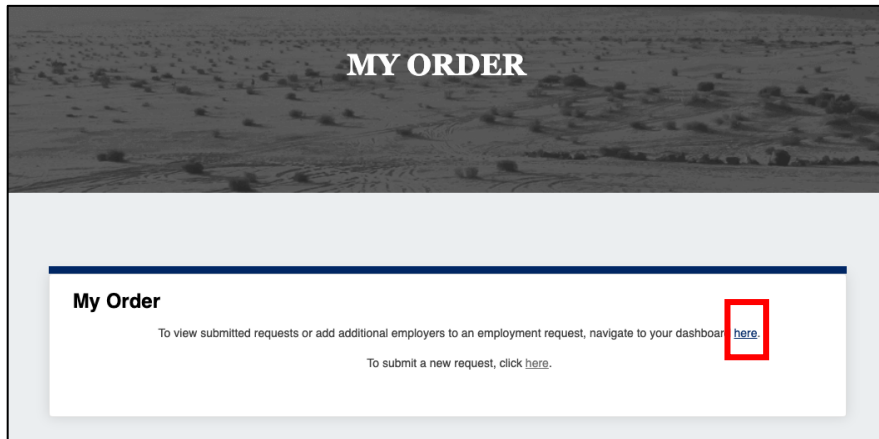 MY ORDER
My Order
To view submitted requests or add additional employers to an employment request, navigate to your dashboard here.
To submit a new request, click here.